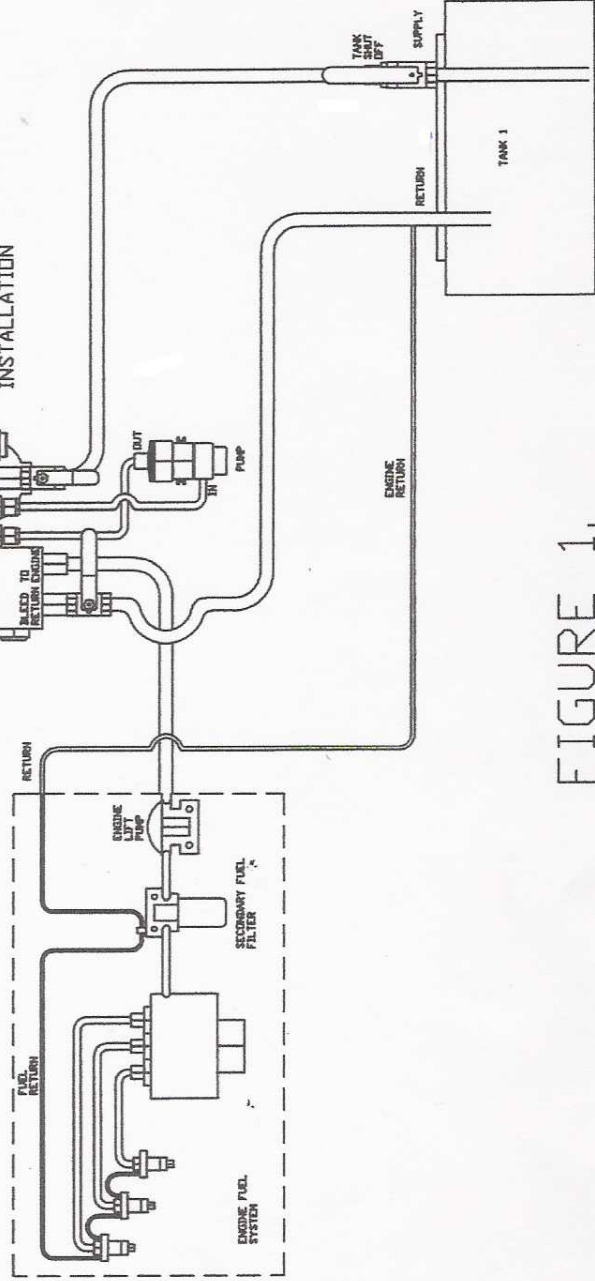 INSTALLATION
TANK
SHUT
OFF
SUPPLY
TANK 1
RETURN
OUT
IN
PUMP
BLEED TO
RETURN ENGINE
ENGINE
RETURN
RETURN
ENGINE
LIFT
PUMP
SECONDARY FUEL
FILTER
FUEL
RETURN
ENGINE FUEL
SYSTEM
FIGURE 1.